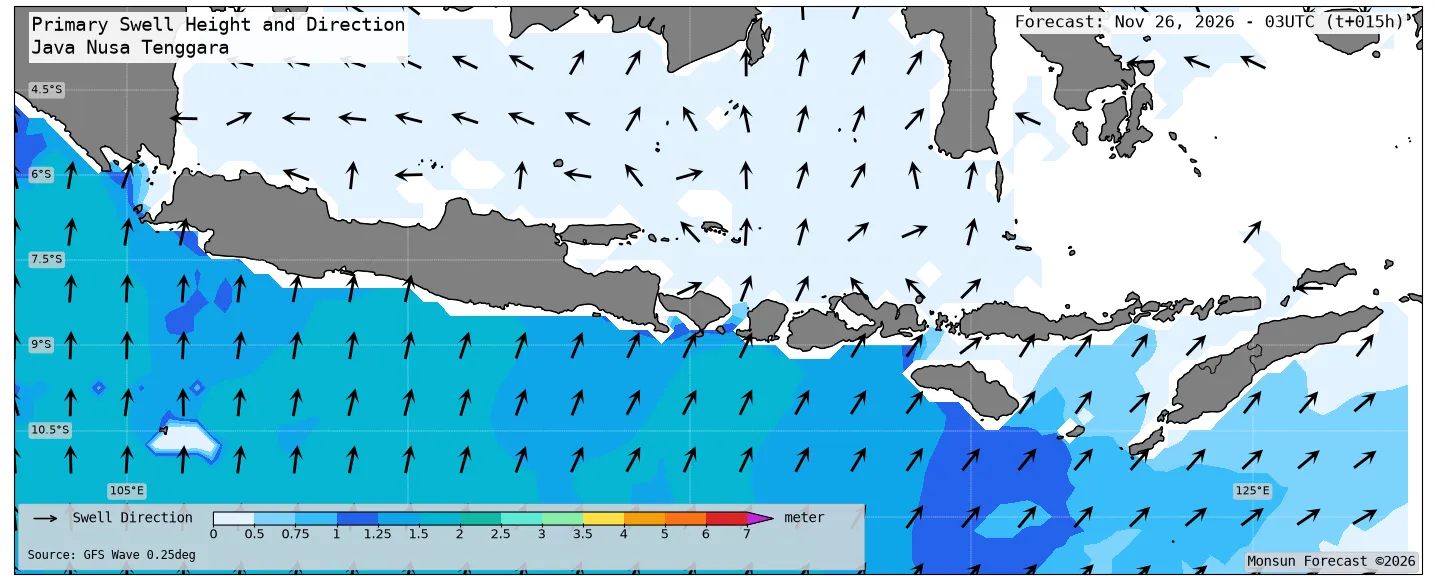 Primary Swell Height and Direction
Java Nusa Tenggara
Forecast: Nov 26, 2026 - 03UTC (t+015h)
4.5°S
6°S
7.5°S
9°S
10.5°S
105°E
125°E
Swell Direction
0 0.5 0.75 1 1.25 1.5 2 2.5 3 3.5 4 5 6 7
meter
Source: GFS Wave 0.25deg
Monsun Forecast ©2026